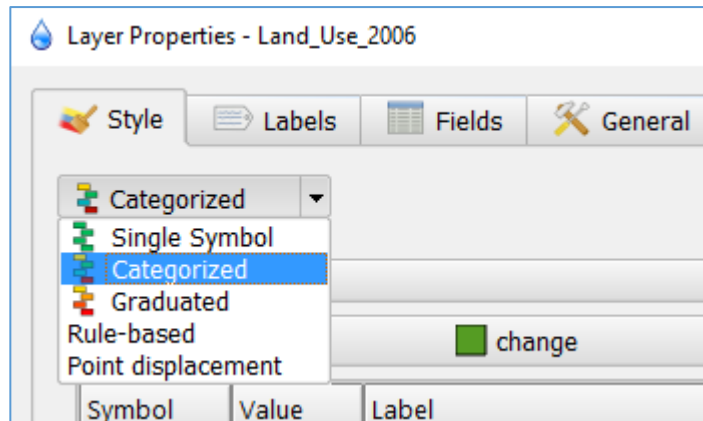 Layer Properties - Land_Use_2006
Style Labels Fields General
Categorized
Single Symbol
Categorized
Graduated
Rule-based
change
Point displacement
Symbol Value Label